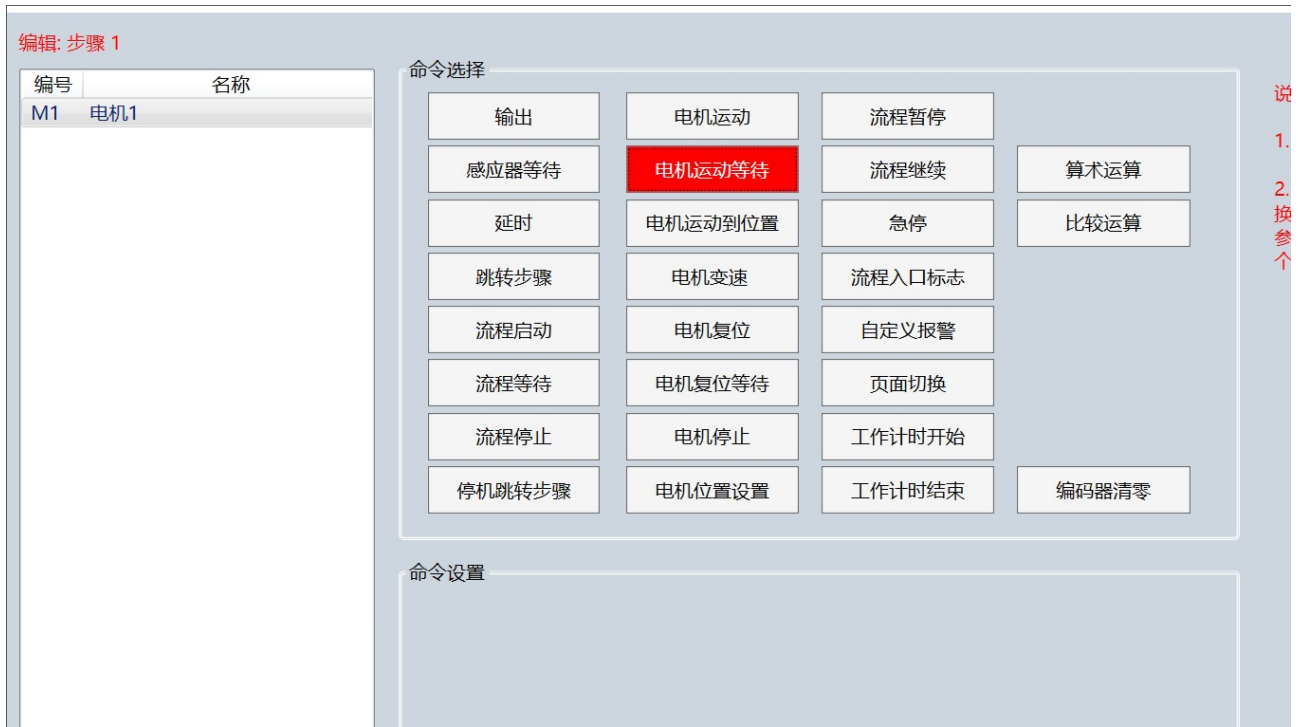 编辑: 步骤 1
编号 名称
M1 电机1
命令选择
输出 电机运动 流程暂停
感应器等待 电机运动等待 流程继续 算术运算
延时 电机运动到位置 急停 比较运算
跳转步骤 电机变速 流程入口标志
流程启动 电机复位 自定义报警
流程等待 电机复位等待 页面切换
流程停止 电机停止 工作计时开始
停机跳转步骤 电机位置设置 工作计时结束 编码器清零
命令设置
说
1.
2.
换
参
个